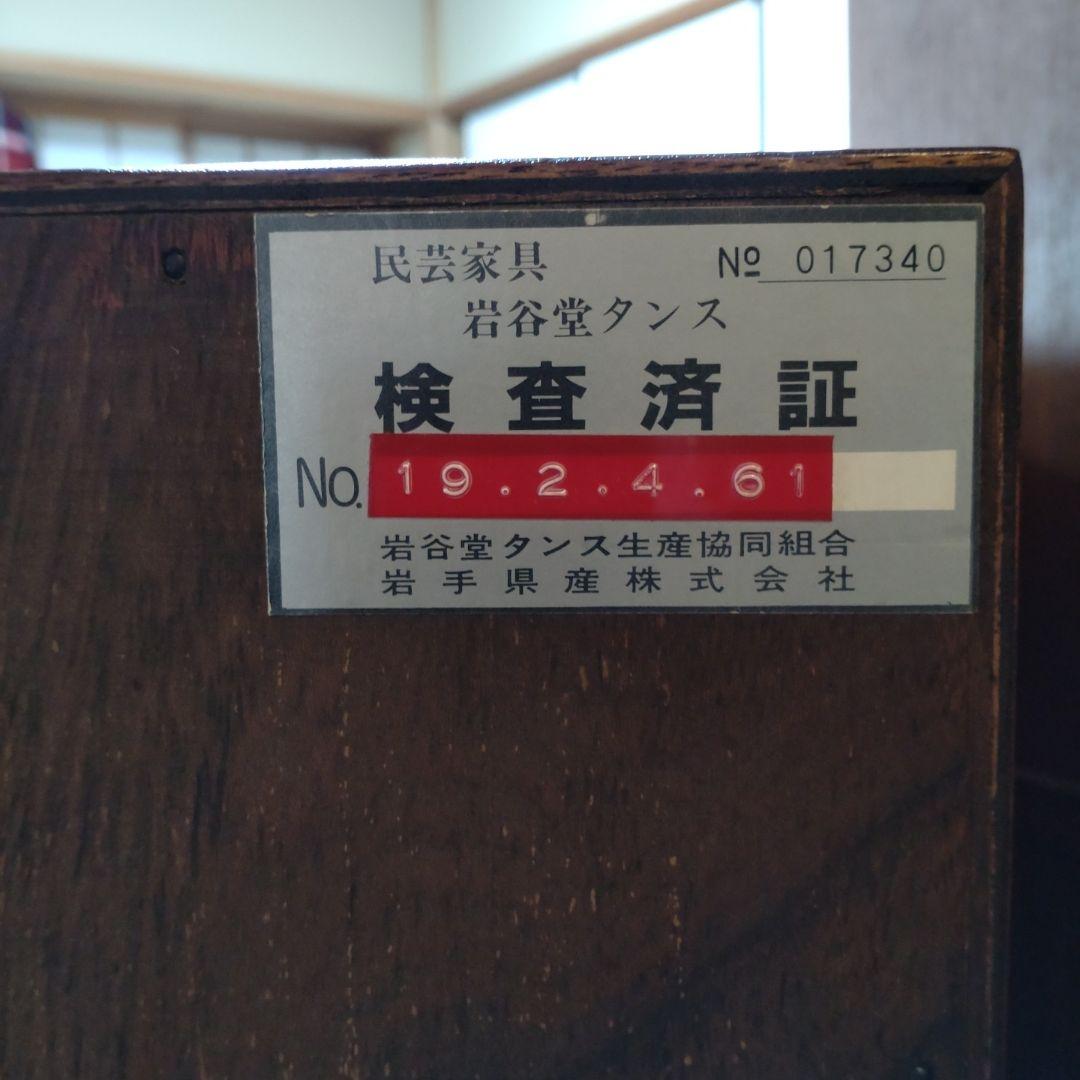 民芸家具 Nº 017340
岩谷堂タンス
検査済証
No. 19.2.4.61
岩谷堂タンス生産協同組合
岩手県産株式会社